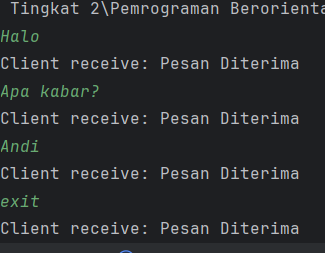 Tingkat 2\Pemrograman Berorienta
Halo
Client receive: Pesan Diterima
Apa kabar?
Client receive: Pesan Diterima
Andi
Client receive: Pesan Diterima
exit
Client receive: Pesan Diterima